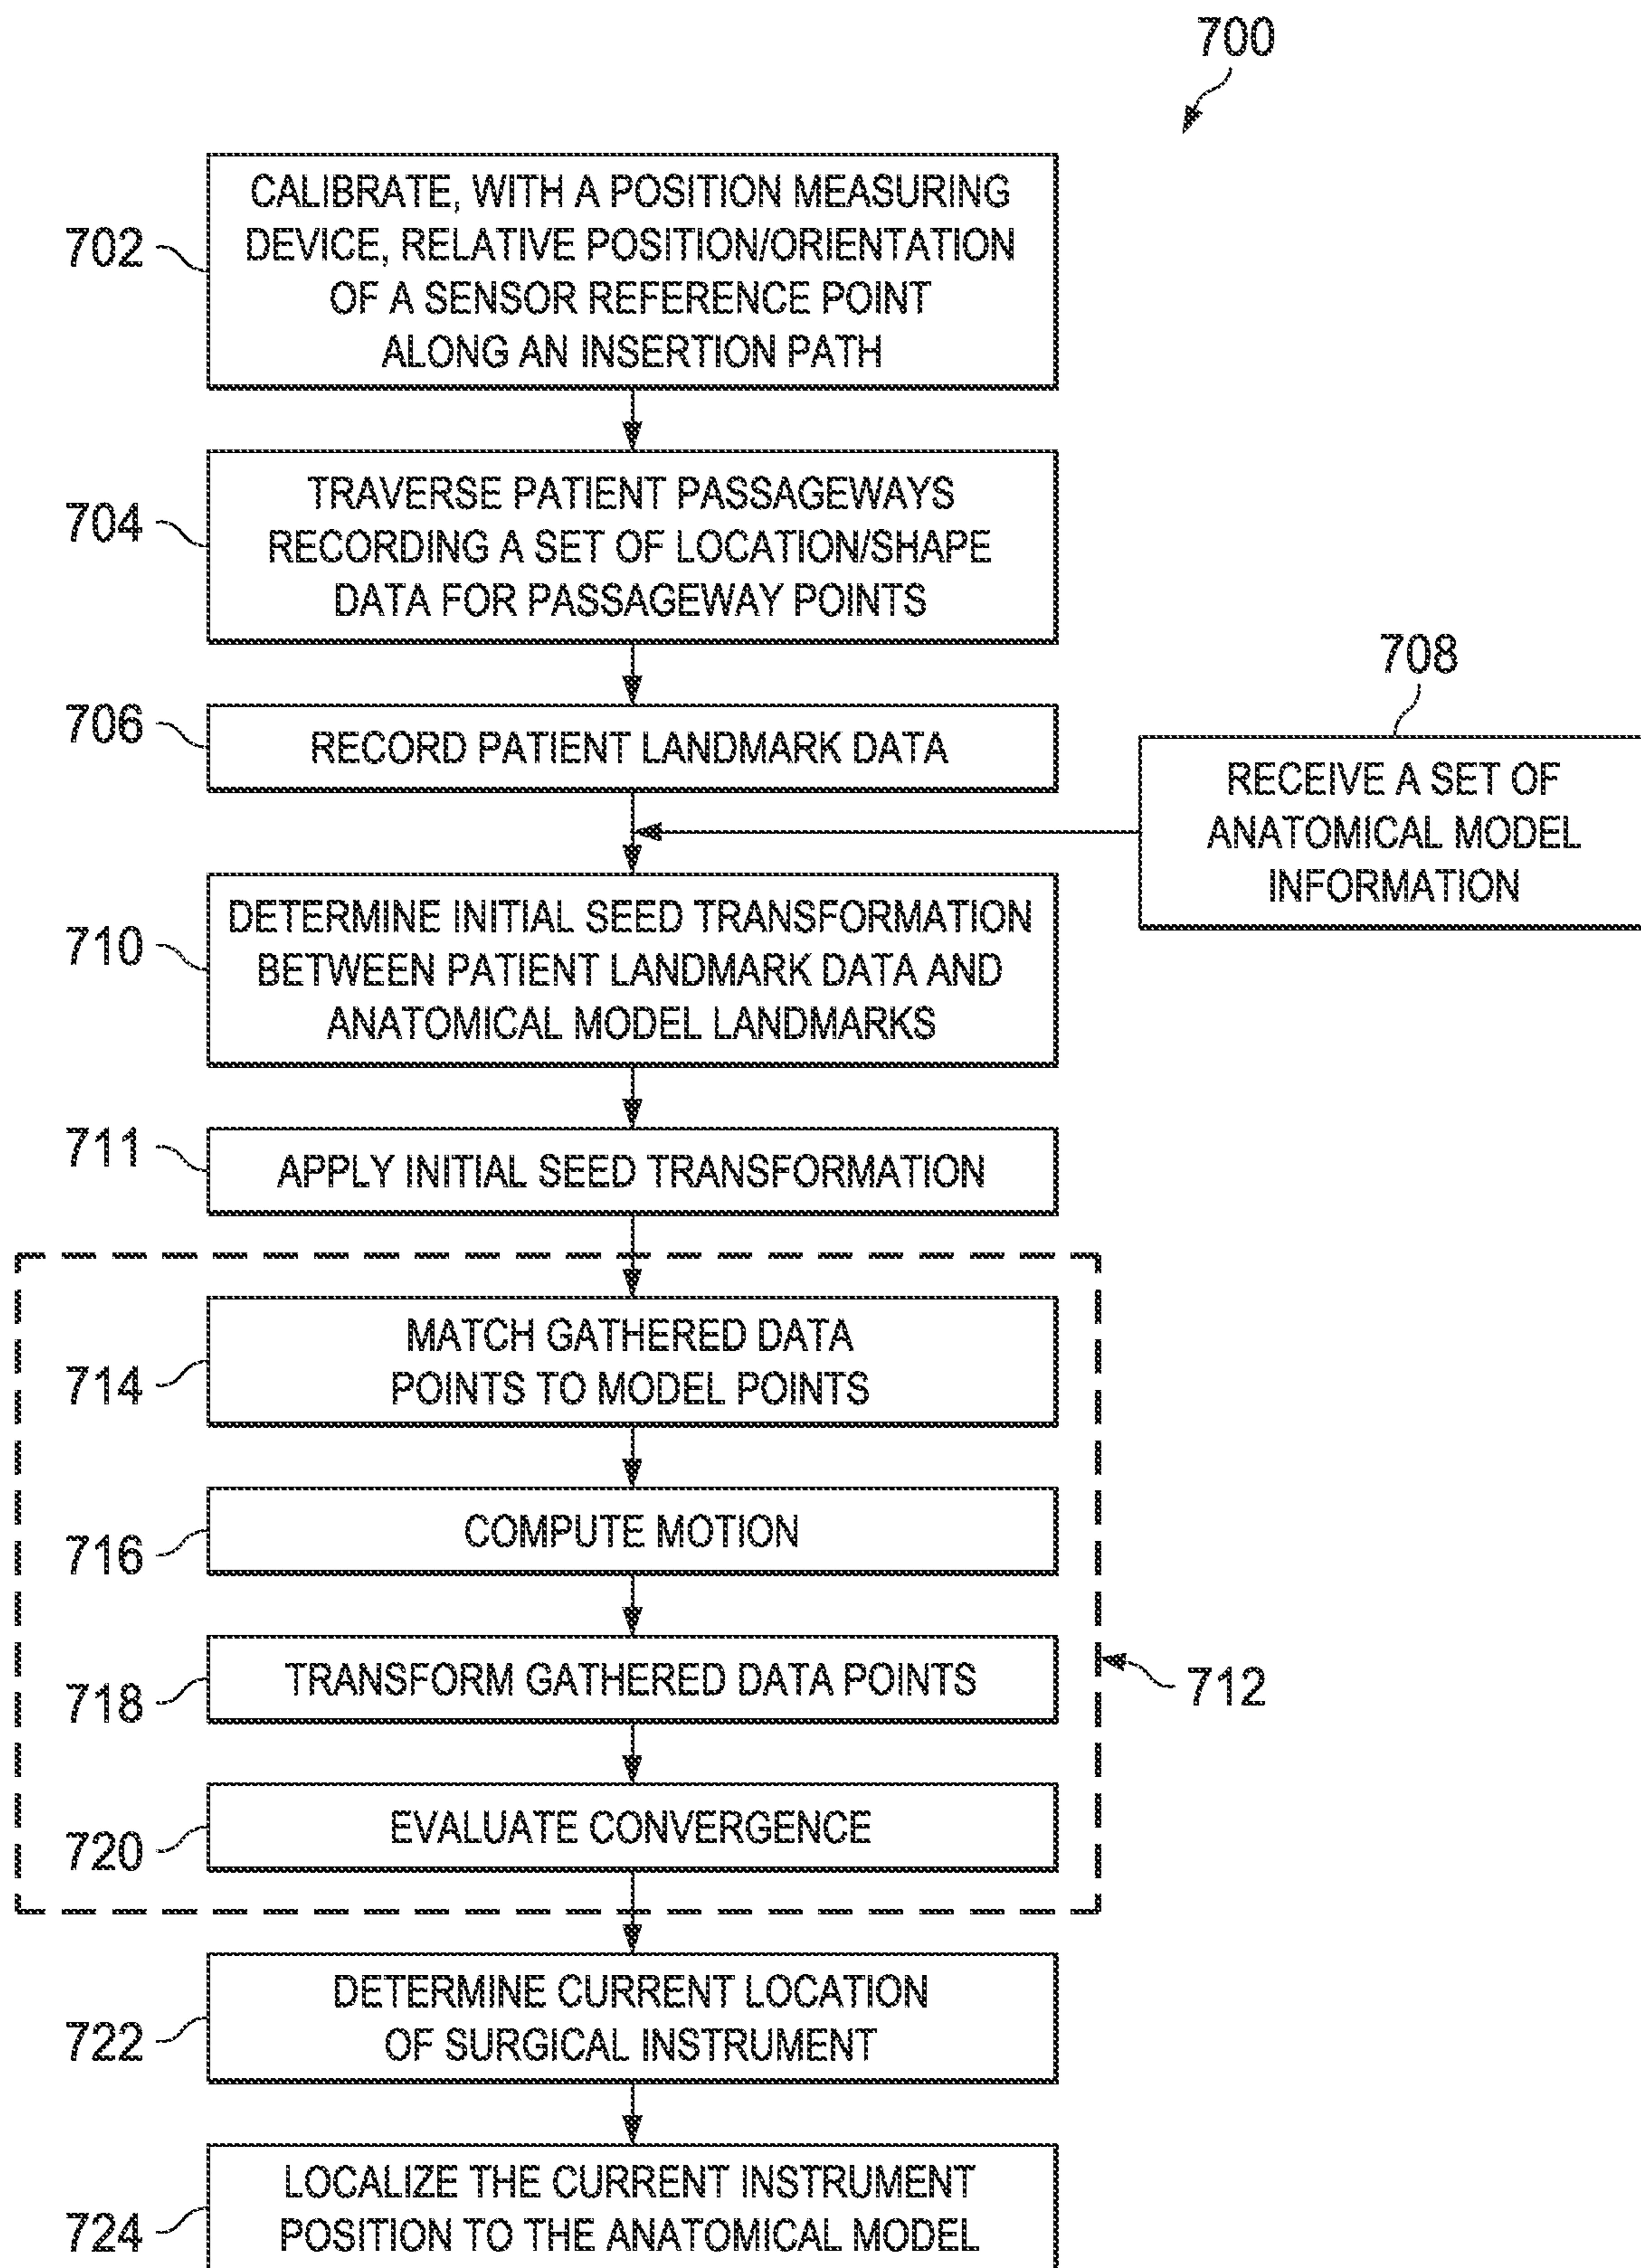 700
702
CALIBRATE, WITH A POSITION MEASURING
DEVICE, RELATIVE POSITION/ORIENTATION
OF A SENSOR REFERENCE POINT
ALONG AN INSERTION PATH
704
TRAVERSE PATIENT PASSAGEWAYS
RECORDING A SET OF LOCATION/SHAPE
DATA FOR PASSAGEWAY POINTS
706
RECORD PATIENT LANDMARK DATA
708
RECEIVE A SET OF
ANATOMICAL MODEL
INFORMATION
710
DETERMINE INITIAL SEED TRANSFORMATION
BETWEEN PATIENT LANDMARK DATA AND
ANATOMICAL MODEL LANDMARKS
711
APPLY INITIAL SEED TRANSFORMATION
714
MATCH GATHERED DATA
POINTS TO MODEL POINTS
716
COMPUTE MOTION
718
TRANSFORM GATHERED DATA POINTS
712
720
EVALUATE CONVERGENCE
722
DETERMINE CURRENT LOCATION
OF SURGICAL INSTRUMENT
724
LOCALIZE THE CURRENT INSTRUMENT
POSITION TO THE ANATOMICAL MODEL